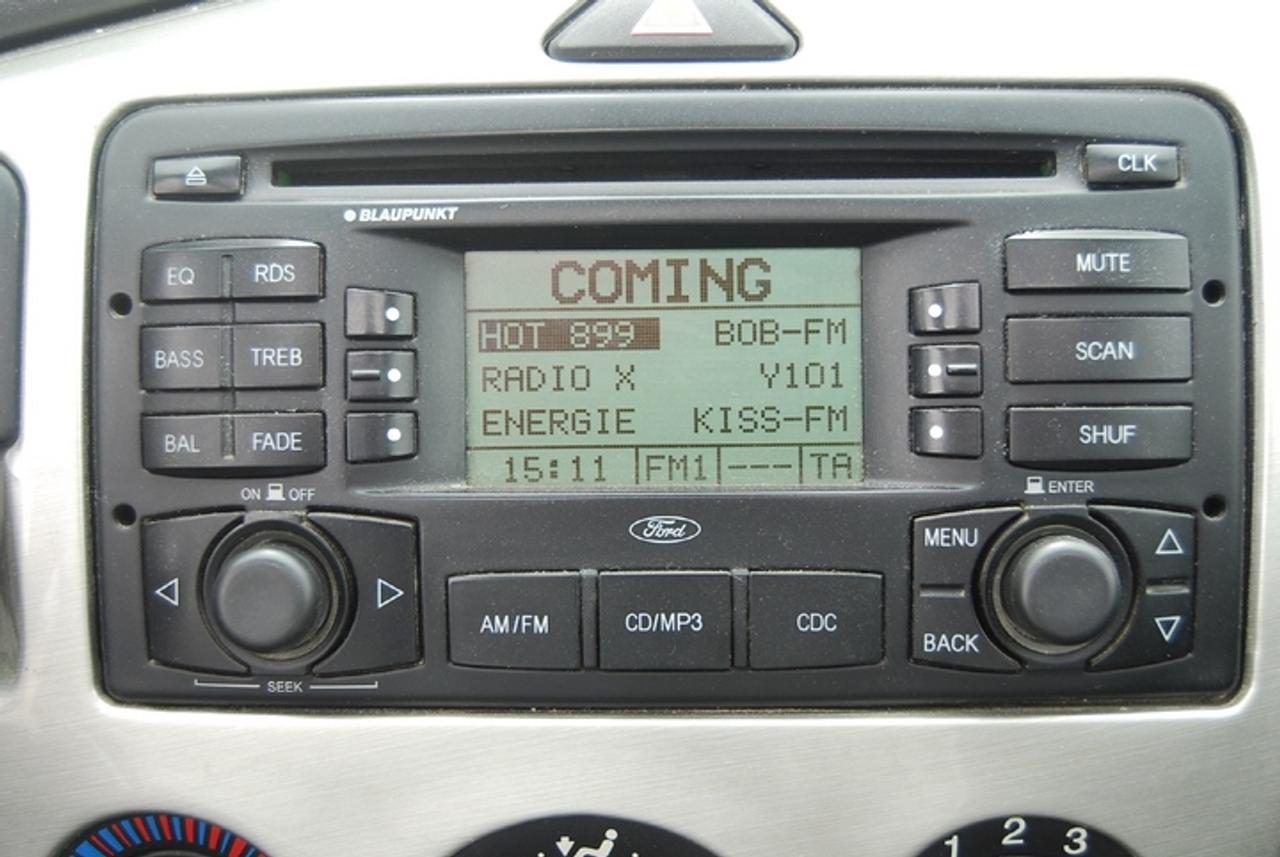 CLK
BLAUPUNKT
EQ RDS
BASS TREB
BAL FADE
COMING
HOT 899 BOB-FM
RADIO X Y101
ENERGIE KISS-FM
15:11 FM1 --- TA
MUTE
SCAN
SHUF
ON OFF
SEEK
Ford
AM/FM CD/MP3 CDC
ENTER
MENU
BACK
1 2 3